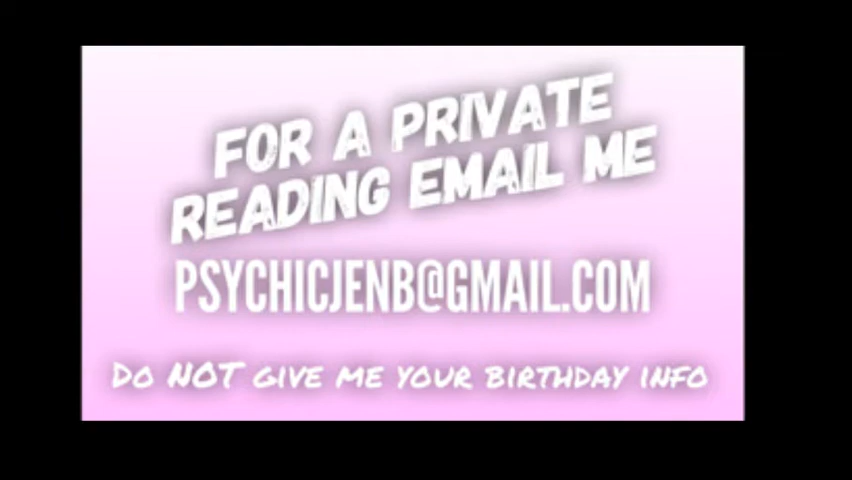 FOR A PRIVATE
READING EMAIL ME
PSYCHICJENB@GMAIL.COM
DO NOT GIVE ME YOUR BIRTHDAY INFO